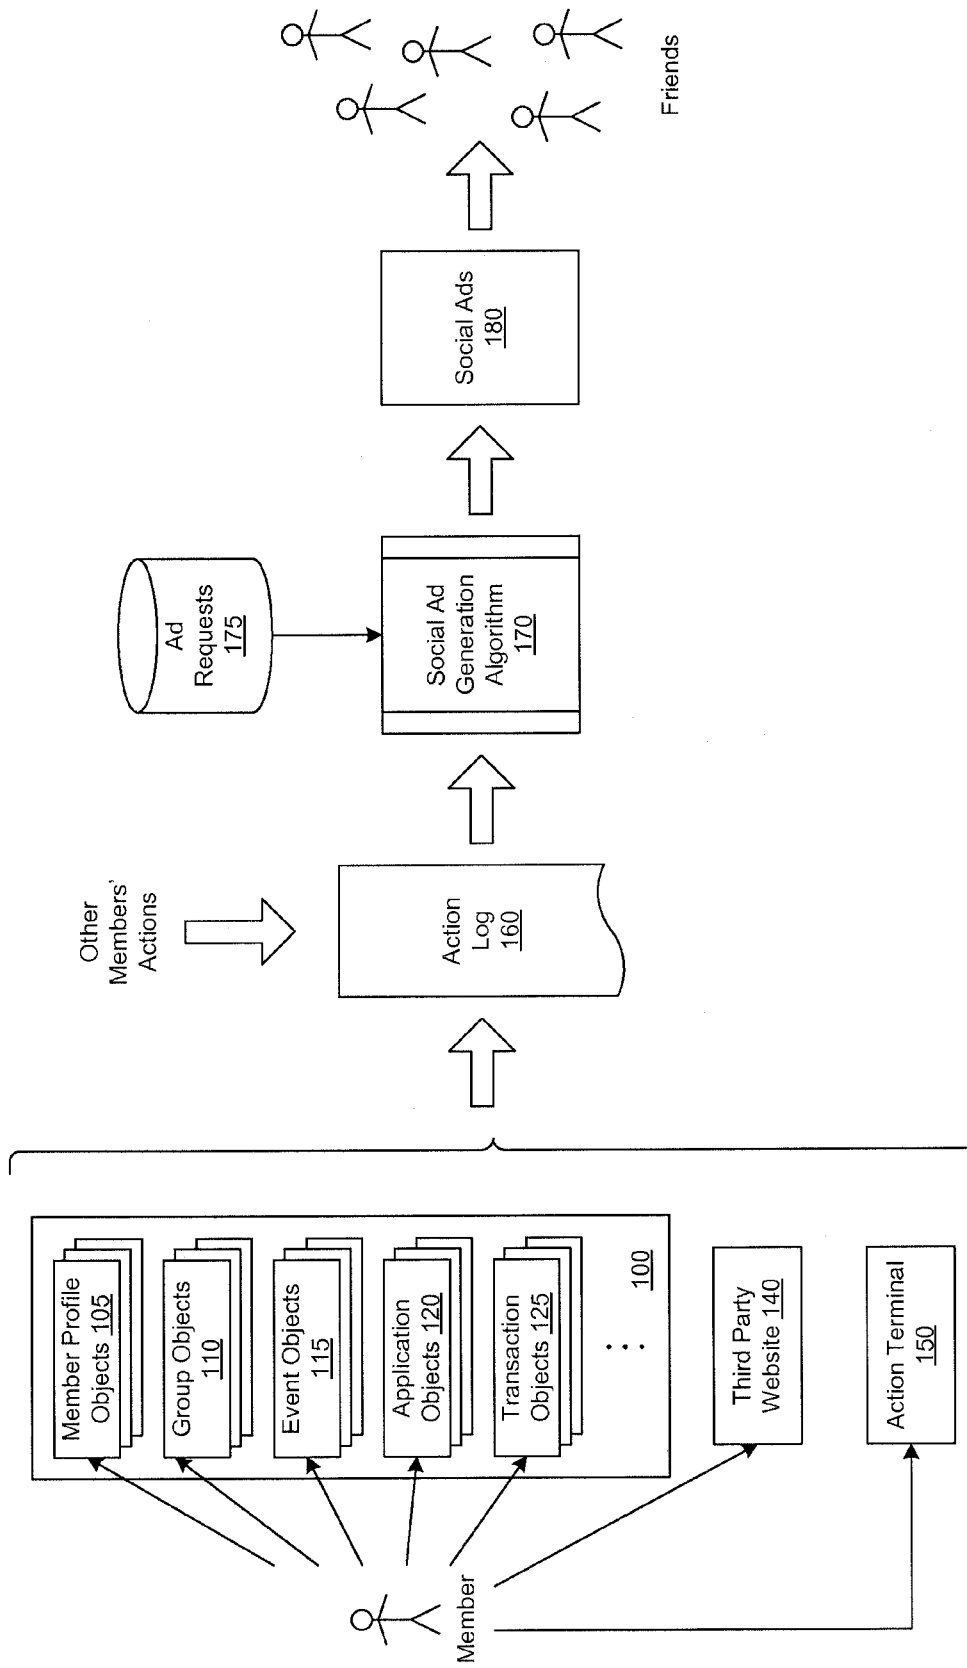 Member
Member Profile
Objects 105
Group Objects
110
Event Objects
115
Application
Objects 120
Transaction
Objects 125
...
100
Third Party
Website 140
Action Terminal
150
Other
Members'
Actions
Action
Log
160
Ad
Requests
175
Social Ad
Generation
Algorithm
170
Social Ads
180
Friends